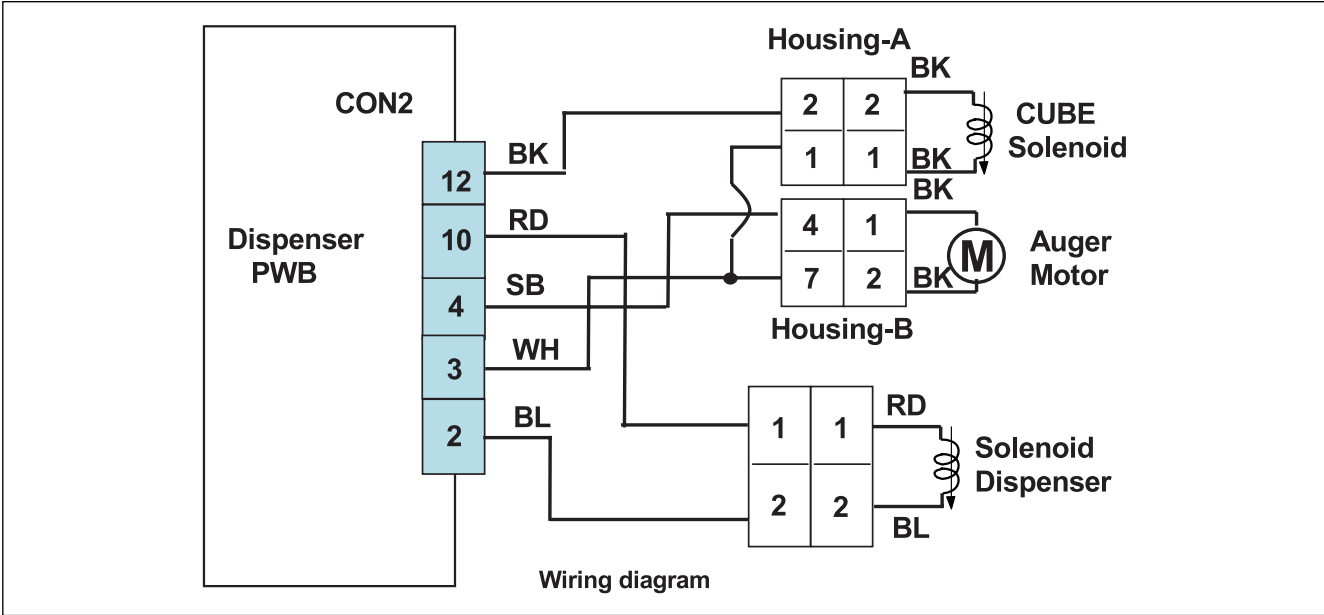 Housing-A
BK
CON2
2 2
CUBE
Solenoid
BK
1 1
BK
12
BK
RD
4 1
Dispenser
PWB
10
M
Auger
Motor
SB
7 2
BK
4
Housing-B
WH
3
BL
RD
2
1 1
Solenoid
Dispenser
2 2
BL
Wiring diagram